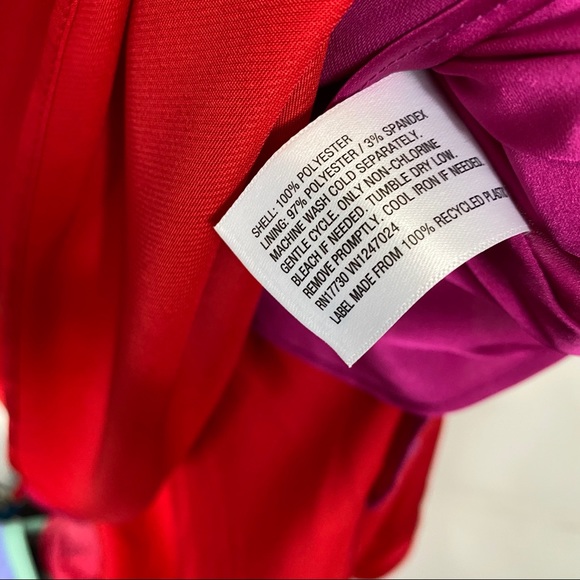 SHELL: 100% POLYESTER
LINING: 97% POLYESTER / 3% SPANDEX
MACHINE WASH COLD SEPARATELY.
GENTLE CYCLE. ONLY NON-CHLORINE
BLEACH IF NEEDED. TUMBLE DRY LOW.
REMOVE PROMPTLY. COOL IRON IF NEEDED.
RN17730 VN1247024
LABEL MADE FROM 100% RECYCLED PLASTIC